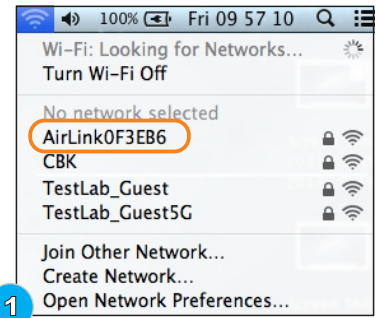 100% Fri 09 57 10
Wi-Fi: Looking for Networks...
Turn Wi-Fi Off
No network selected
AirLink0F3EB6
CBK
TestLab_Guest
TestLab_Guest5G
Join Other Network...
Create Network...
Open Network Preferences...
1